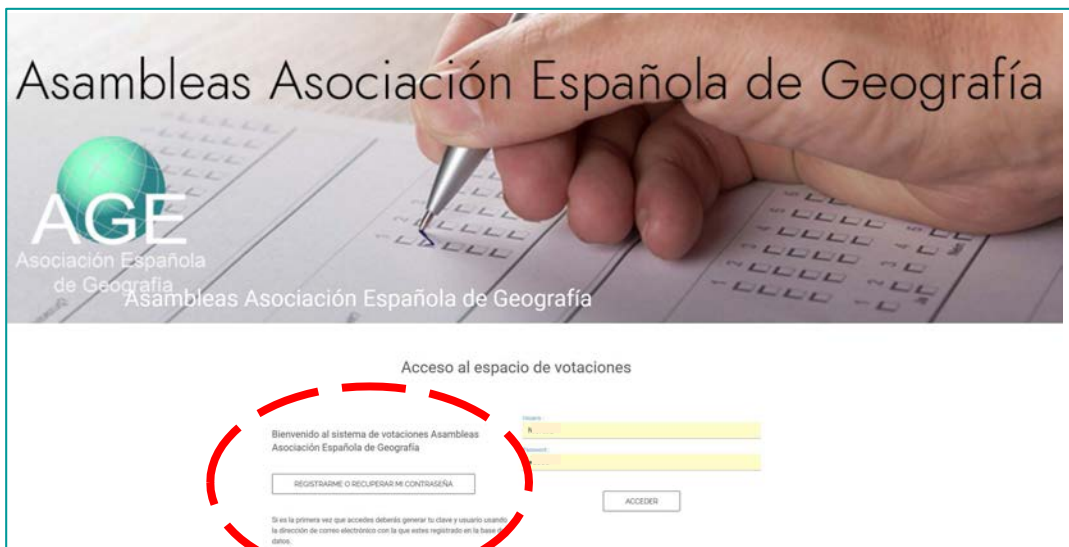 Asambleas Asociación Española de Geografía
AGE
Asociación Española
de Geografía
Asambleas Asociación Española de Geografía
Acceso al espacio de votaciones
Bienvenido al sistema de votaciones Asambleas
Asociación Española de Geografía
REGISTRARME O RECUPERAR MI CONTRASEÑA
Si es la primera vez que accedes deberás generar tu clave y usuario usando
la dirección de correo electrónico con la que estes registrado en la base de
datos.
h
ACCEDER